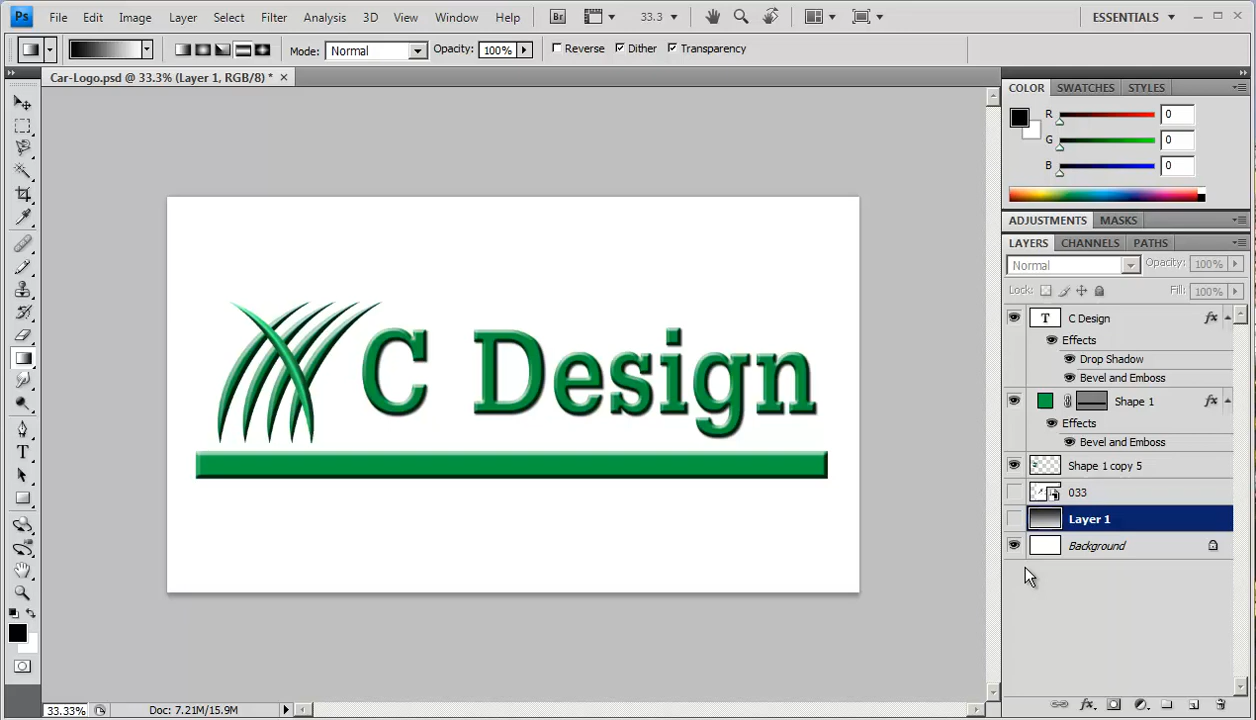 Ps File Edit Image Layer Select Filter Analysis 3D View Window Help Br 33.3 ESSENTIALS
Mode: Normal Opacity: 100% Reverse Dither Transparency
Car-Logo.psd @ 33.3% (Layer 1, RGB/8) *
COLOR SWATCHES STYLES
R 0
G 0
B 0
ADJUSTMENTS MASKS
LAYERS CHANNELS PATHS
Normal Opacity: 100%
Lock: Fill: 100%
T C Design fx
Effects
Drop Shadow
Bevel and Emboss
Shape 1 fx
Effects
Bevel and Emboss
Shape 1 copy 5
033
Layer 1
Background
C Design
T
33.33% Doc: 7.21M/15.9M
fx